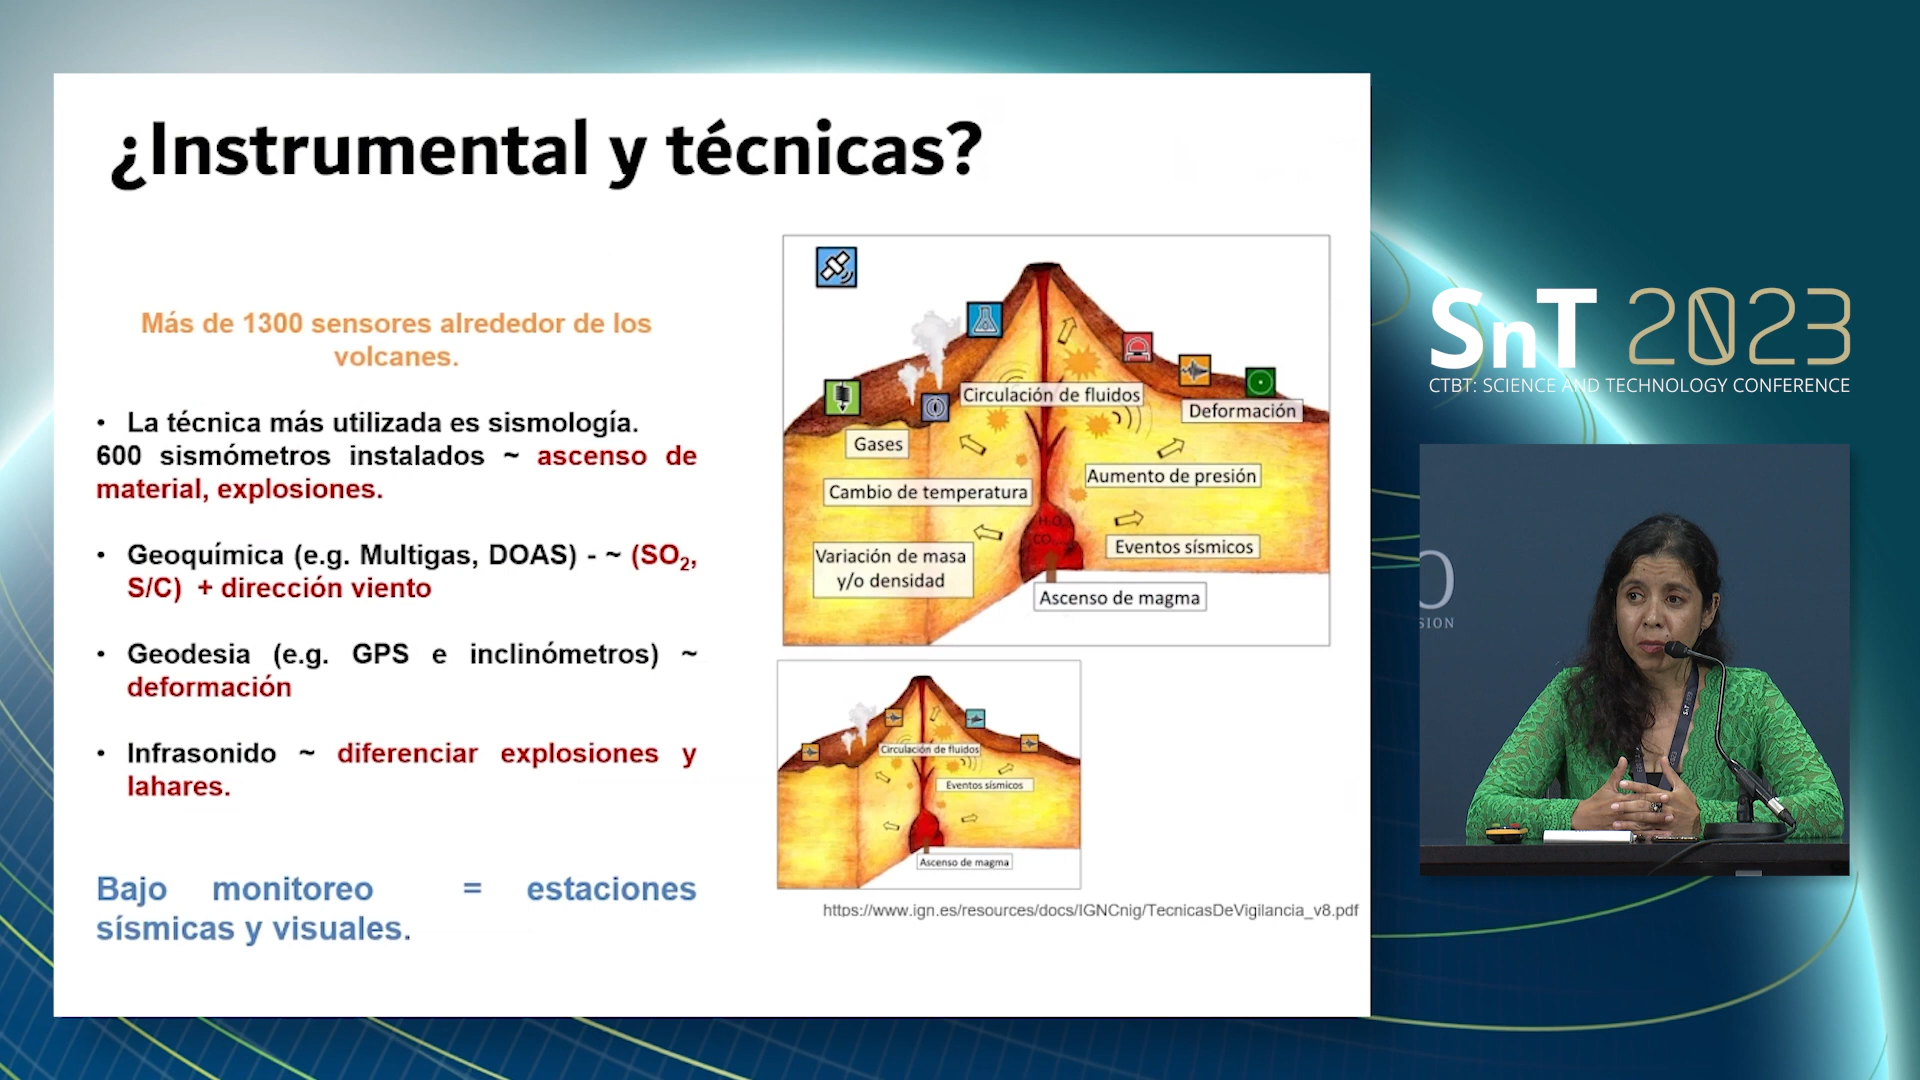 ¿Instrumental y técnicas?
Más de 1300 sensores alrededor de los
volcanes.
• La técnica más utilizada es sismología.
600 sismómetros instalados ~ ascenso de
material, explosiones.
• Geoquímica (e.g. Multigas, DOAS) - ~ (SO₂,
S/C) + dirección viento
• Geodesia (e.g. GPS e inclinómetros) ~
deformación
• Infrasonido ~ diferenciar explosiones y
lahares.
Bajo monitoreo = estaciones
sísmicas y visuales.
Circulación de fluidos
Deformación
Gases
Aumento de presión
Cambio de temperatura
Eventos sísmicos
Variación de masa
y/o densidad
Ascenso de magma
Circulación de fluidos
Eventos sísmicos
Ascenso de magma
https://www.ign.es/resources/docs/IGNCnig/TecnicasDeVigilancia_v8.pdf
SnT 2023
CTBT: SCIENCE AND TECHNOLOGY CONFERENCE